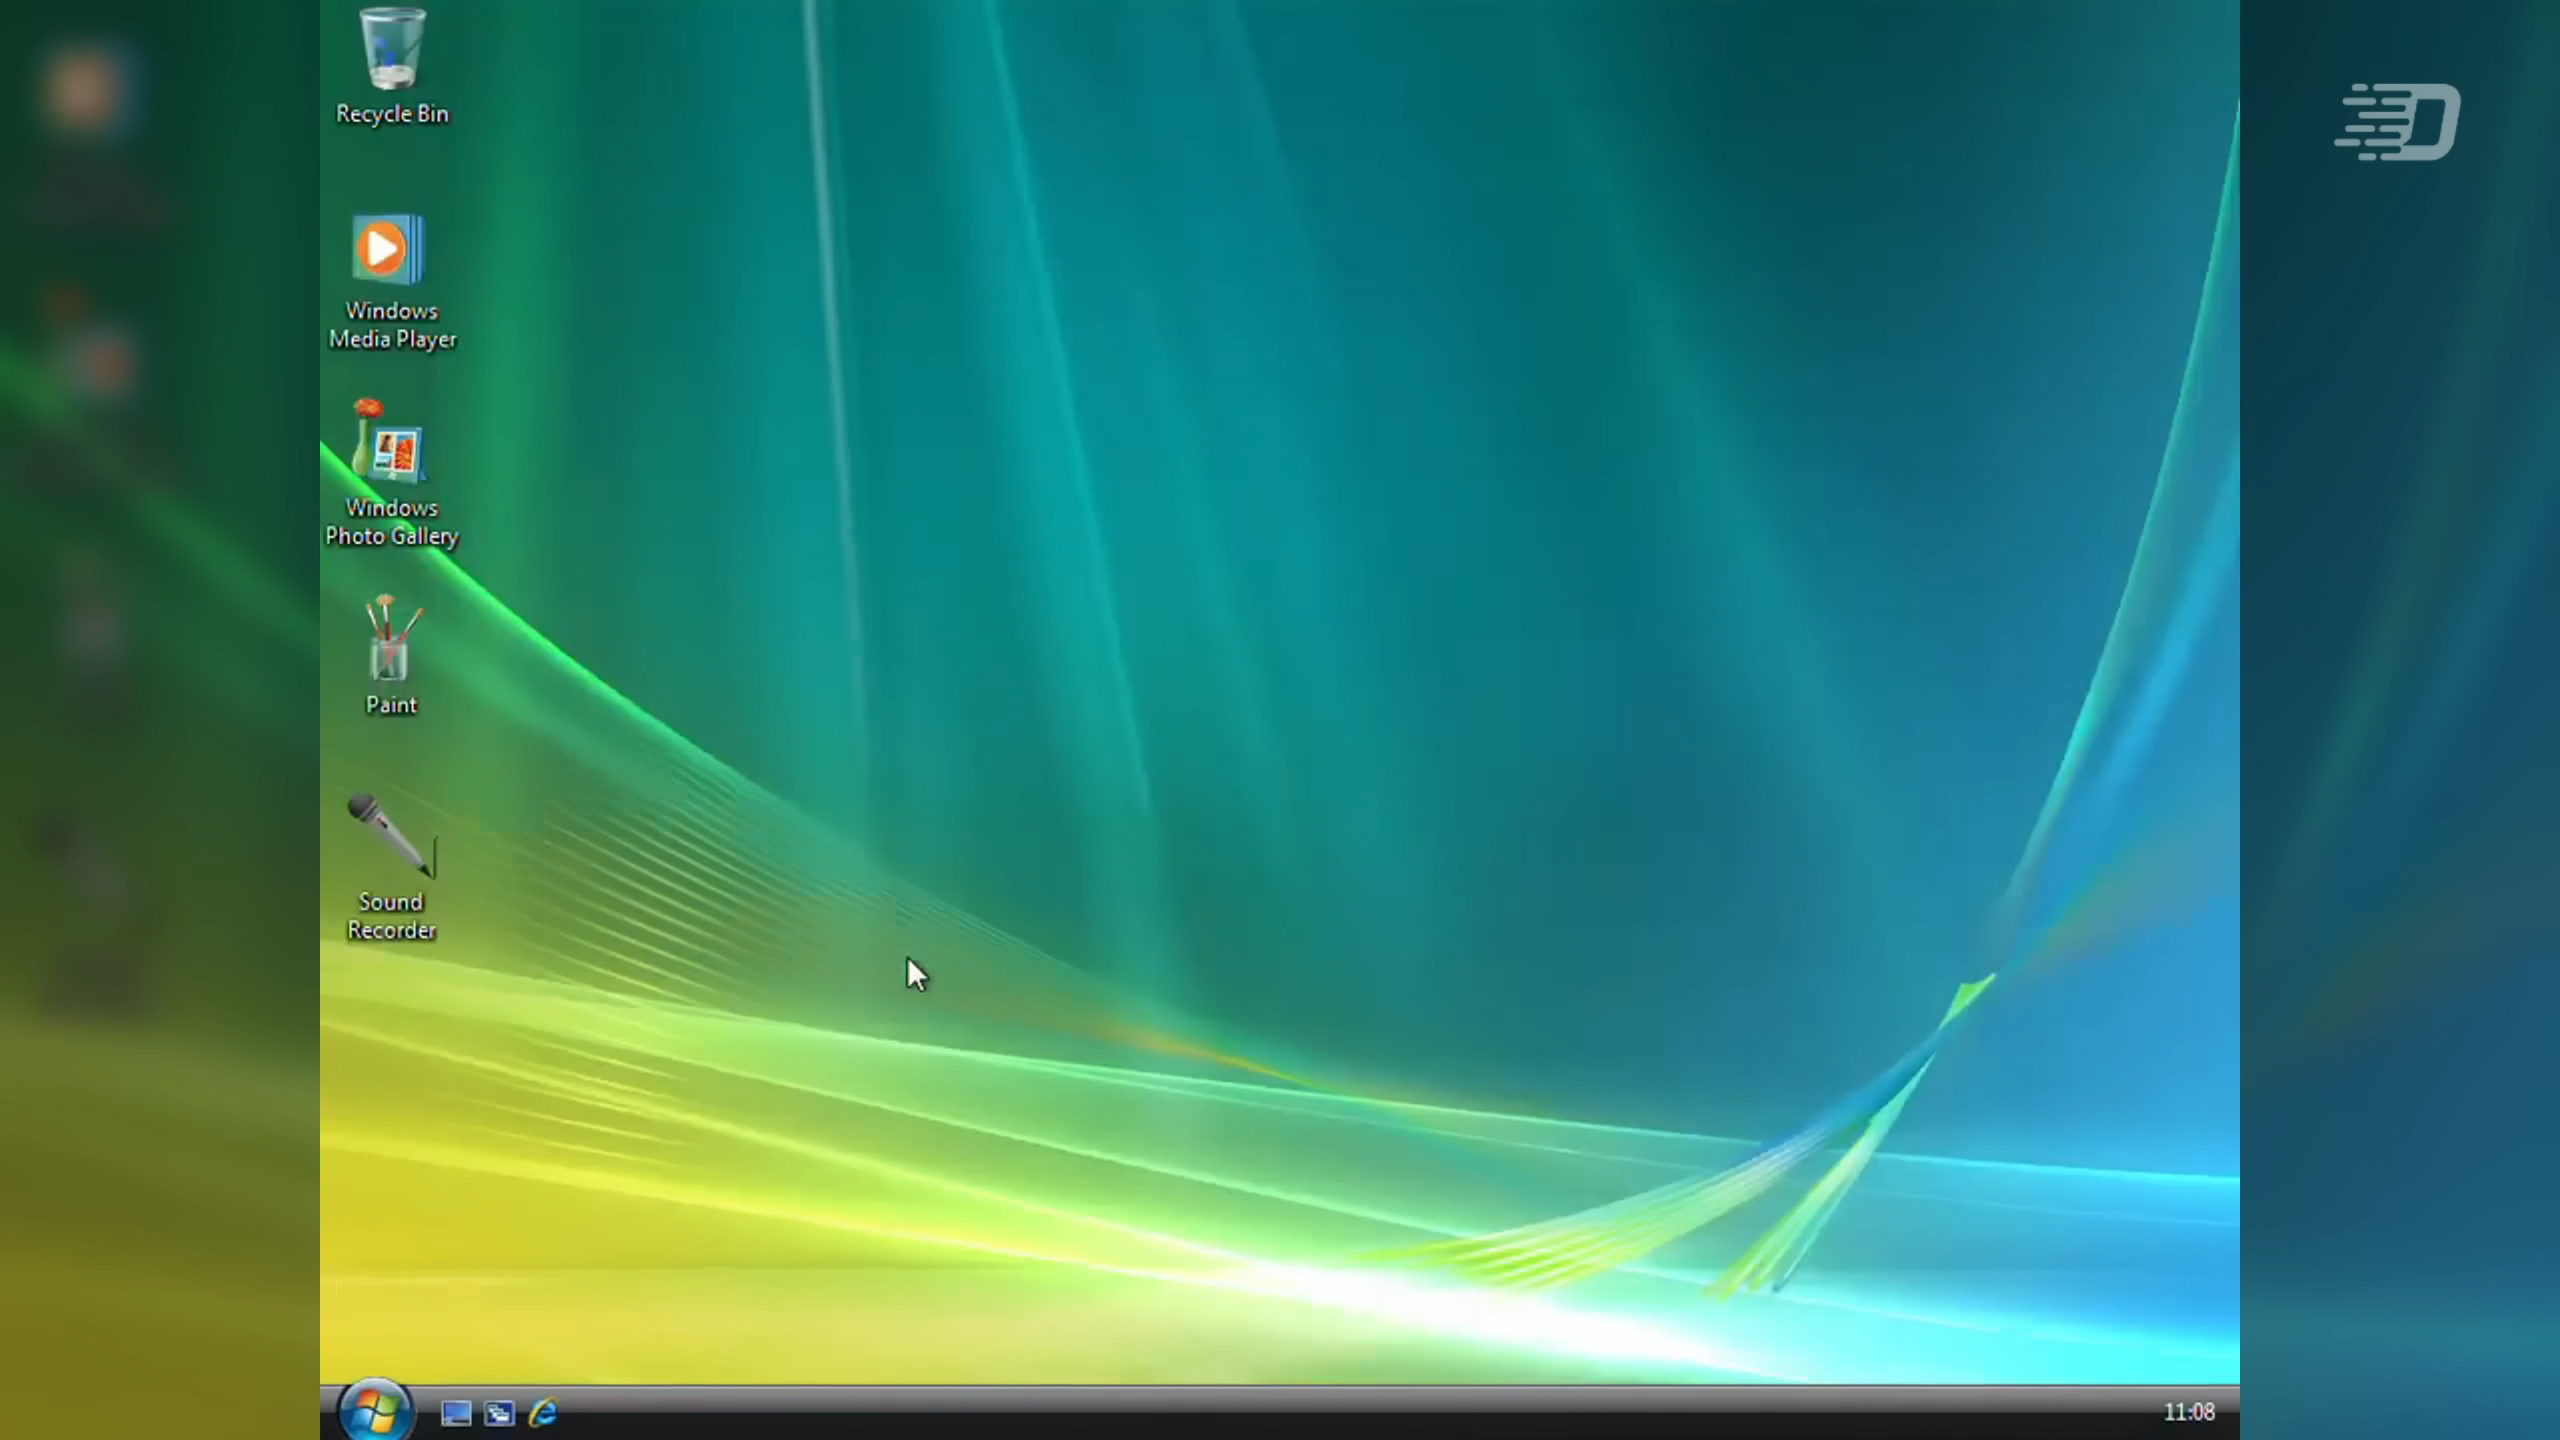 Recycle Bin
Windows
Media Player
Windows
Photo Gallery
Paint
Sound
Recorder
11:08